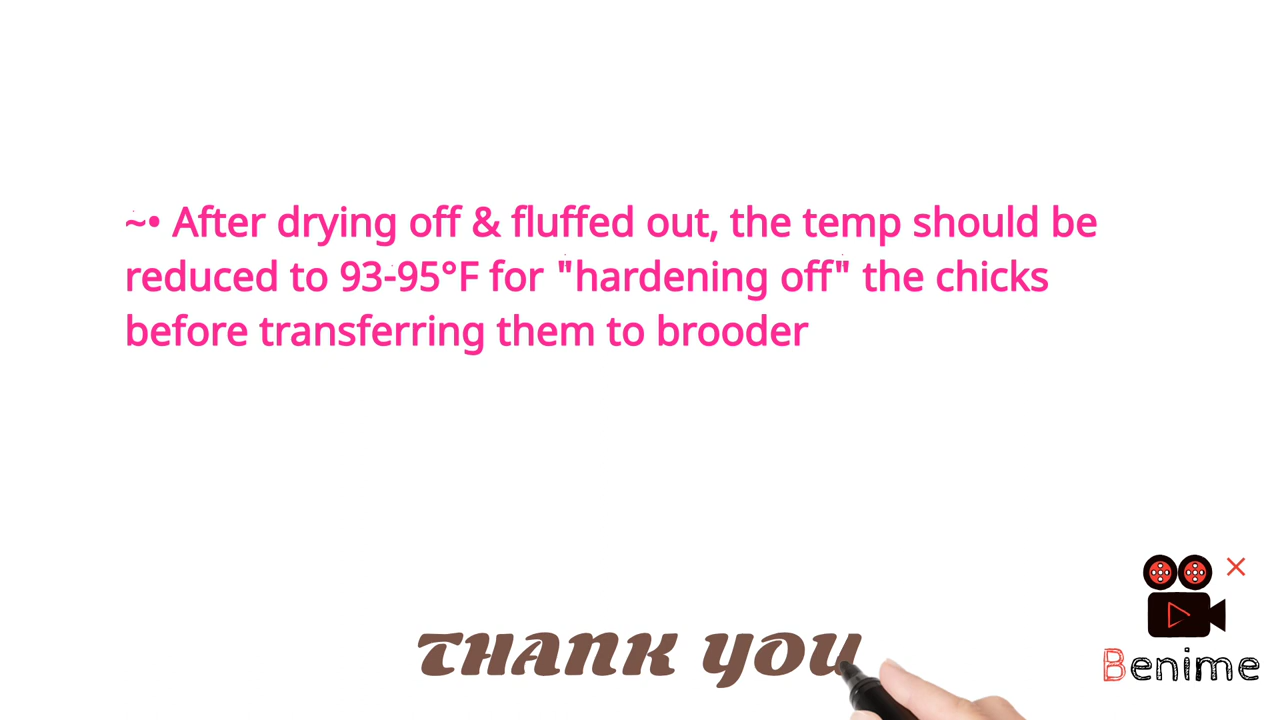 ~• After drying off & fluffed out, the temp should be
reduced to 93-95°F for "hardening off" the chicks
before transferring them to brooder
THANK YOU
Benime